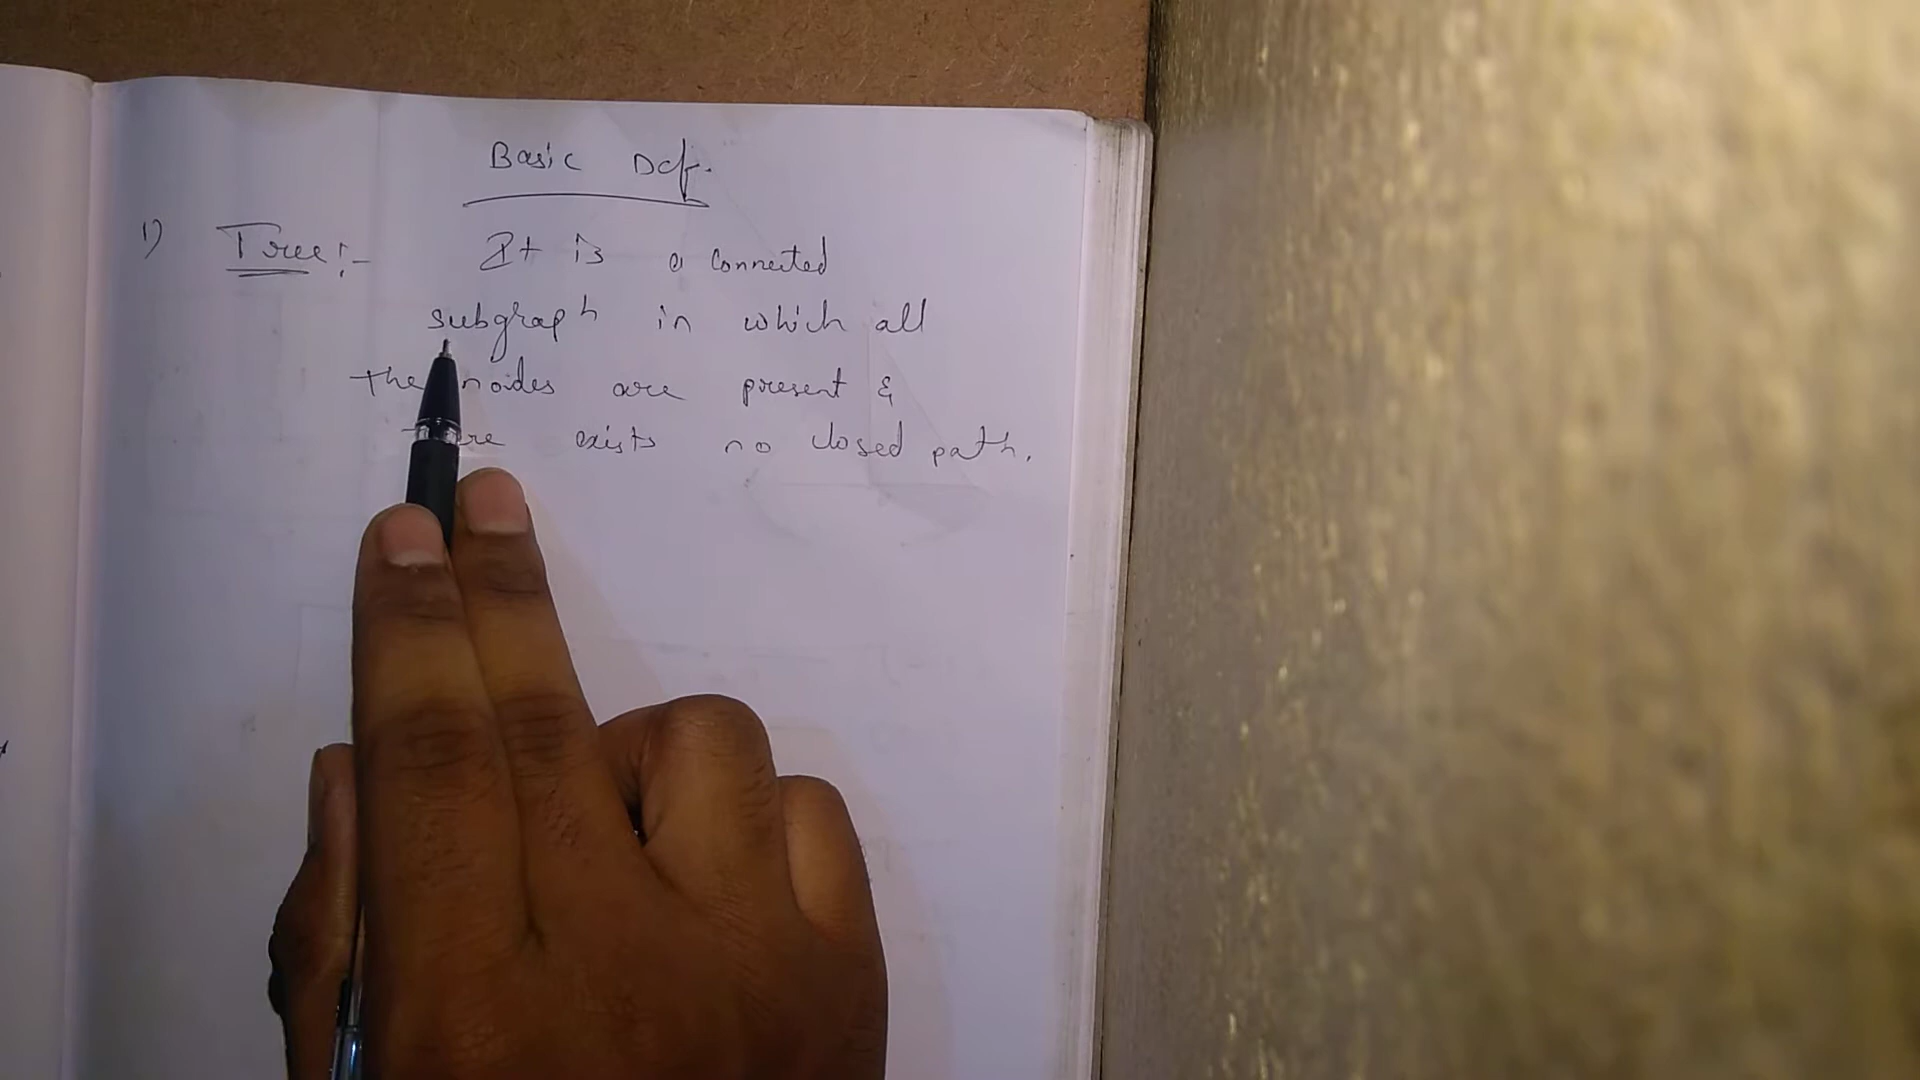 Basic Def.
1) Tree:- It is a connected
subgraph in which all
the nodes are present &
exists no closed path.